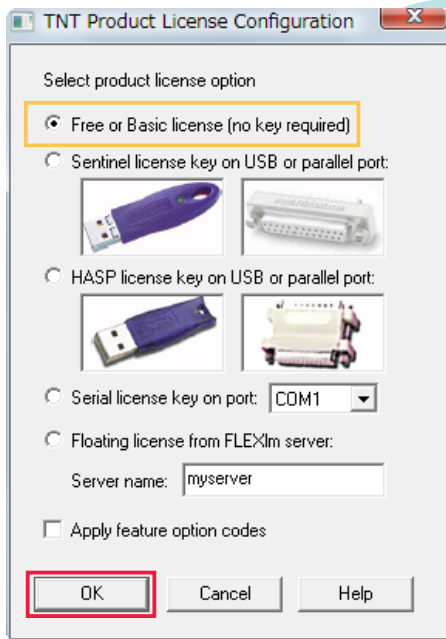 TNT Product License Configuration
Select product license option
Free or Basic license (no key required)
Sentinel license key on USB or parallel port:
HASP license key on USB or parallel port:
Serial license key on port: COM1
Floating license from FLEXlm server:
Server name: myserver
Apply feature option codes
OK Cancel Help